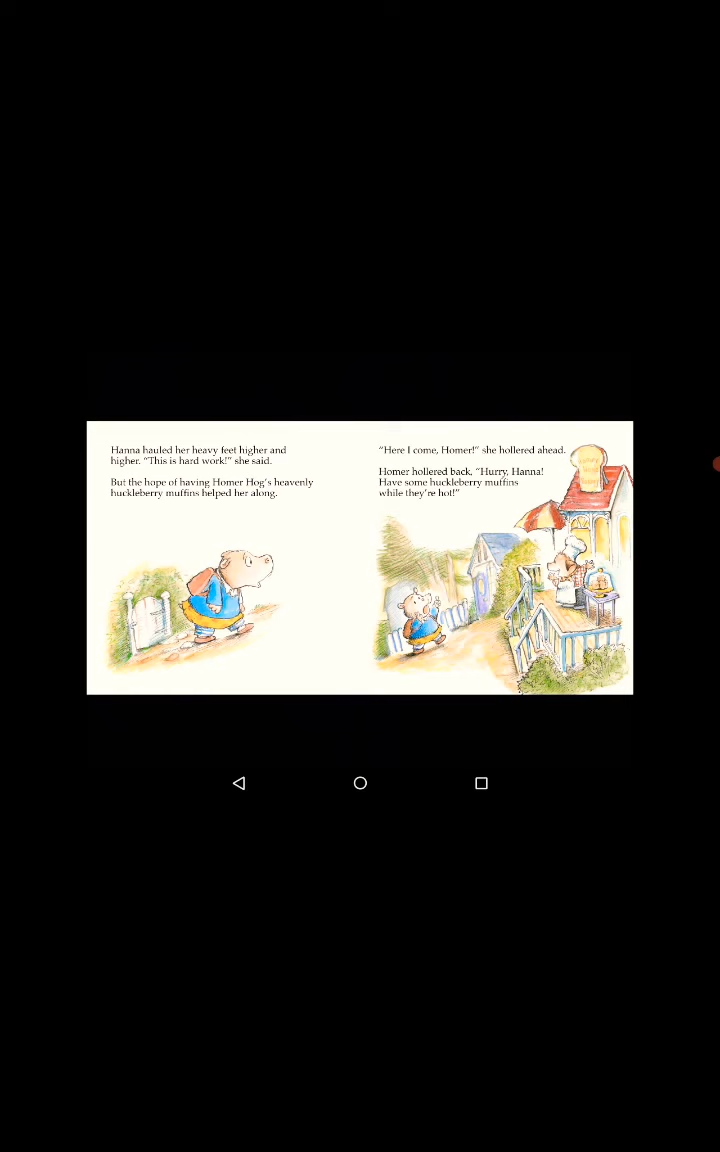 Hanna hauled her heavy feet higher and
higher. “This is hard work!” she said.
But the hope of having Homer Hog’s heavenly
huckleberry muffins helped her along.
“Here I come, Homer!” she hollered ahead.
Homer hollered back, “Hurry, Hanna!
Have some huckleberry muffins
while they’re hot!”